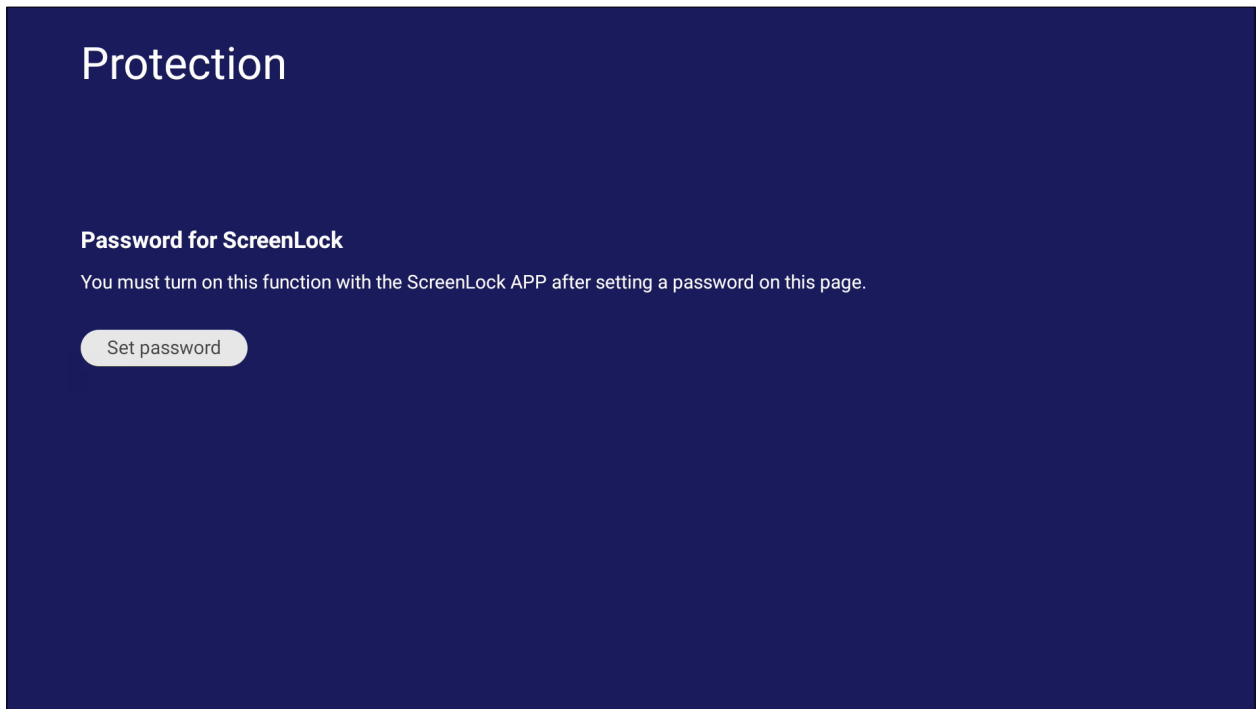 Protection
Password for ScreenLock
You must turn on this function with the ScreenLock APP after setting a password on this page.
Set password